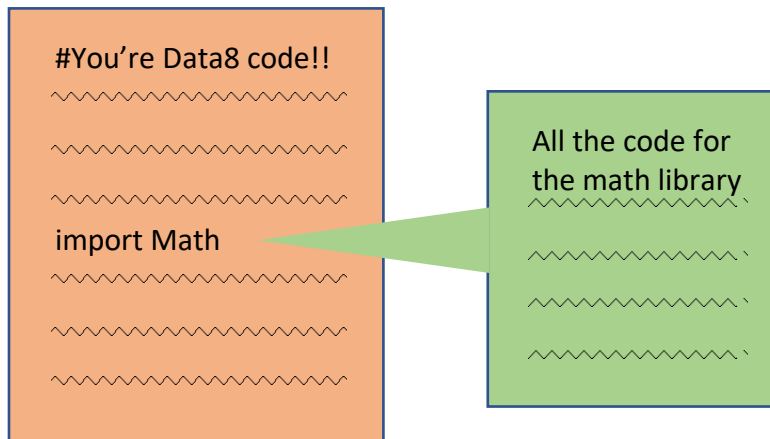 #You’re Data8 code!!
import Math
All the code for
the math library